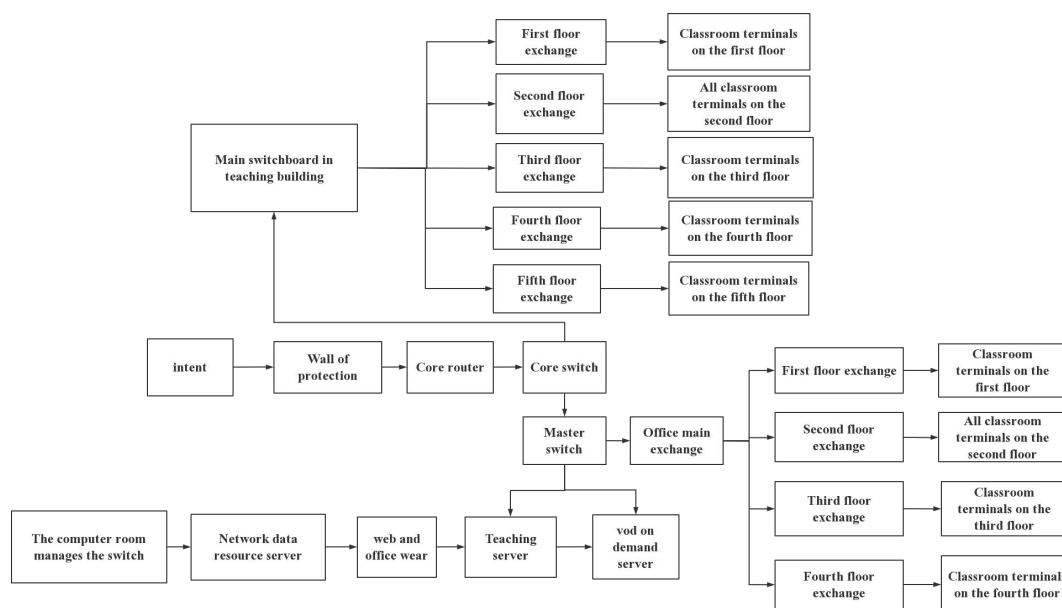 First floor
exchange
Classroom terminals
on the first floor
Second floor
exchange
All classroom
terminals on the
second floor
Main switchboard in
teaching building
Third floor
exchange
Classroom terminals
on the third floor
Fourth floor
exchange
Classroom terminals
on the fourth floor
Fifth floor
exchange
Classroom terminals
on the fifth floor
intent
Wall of
protection
Core router
Core switch
First floor exchange
Classroom
terminals on the
first floor
Master
switch
Office main
exchange
Second floor
exchange
All classroom
terminals on the
second floor
Third floor
exchange
Classroom
terminals on the
third floor
The computer room
manages the switch
Network data
resource server
web and
office wear
Teaching
server
vod on
demand
server
Fourth floor
exchange
Classroom terminals
on the fourth floor